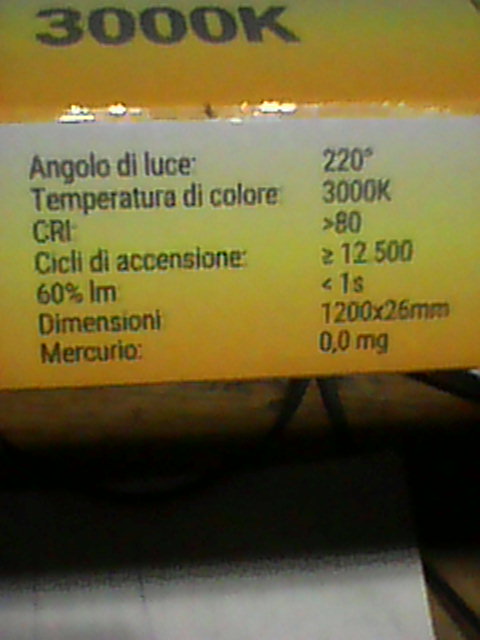 3000K
Angolo di luce: 220°
Temperatura di colore: 3000K
CRI: >80
Cicli di accensione: ≥ 12 500
60% lm < 1s
Dimensioni 1200x26mm
Mercurio: 0,0 mg